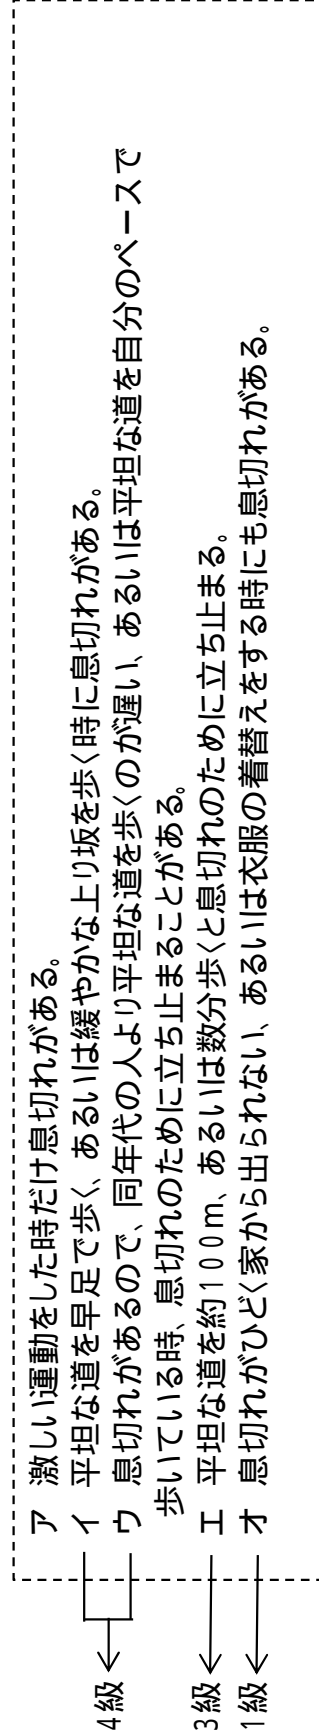 ア 激しい運動をした時だけ息切れがある。
イ 平坦な道を早足で歩く、あるいは緩やかな上り坂を歩く時に息切れがある。
ウ 息切れがあるので、同年代の人より平坦な道を歩くのが遅い、あるいは平坦な道を自分のペースで
歩いている時、息切れのために立ち止まることがある。
エ 平坦な道を約100m、あるいは数分歩くと息切れのために立ち止まる。
オ 息切れがひどく家から出られない、あるいは衣服の着替えをする時にも息切れがある。
4級
3級
1級